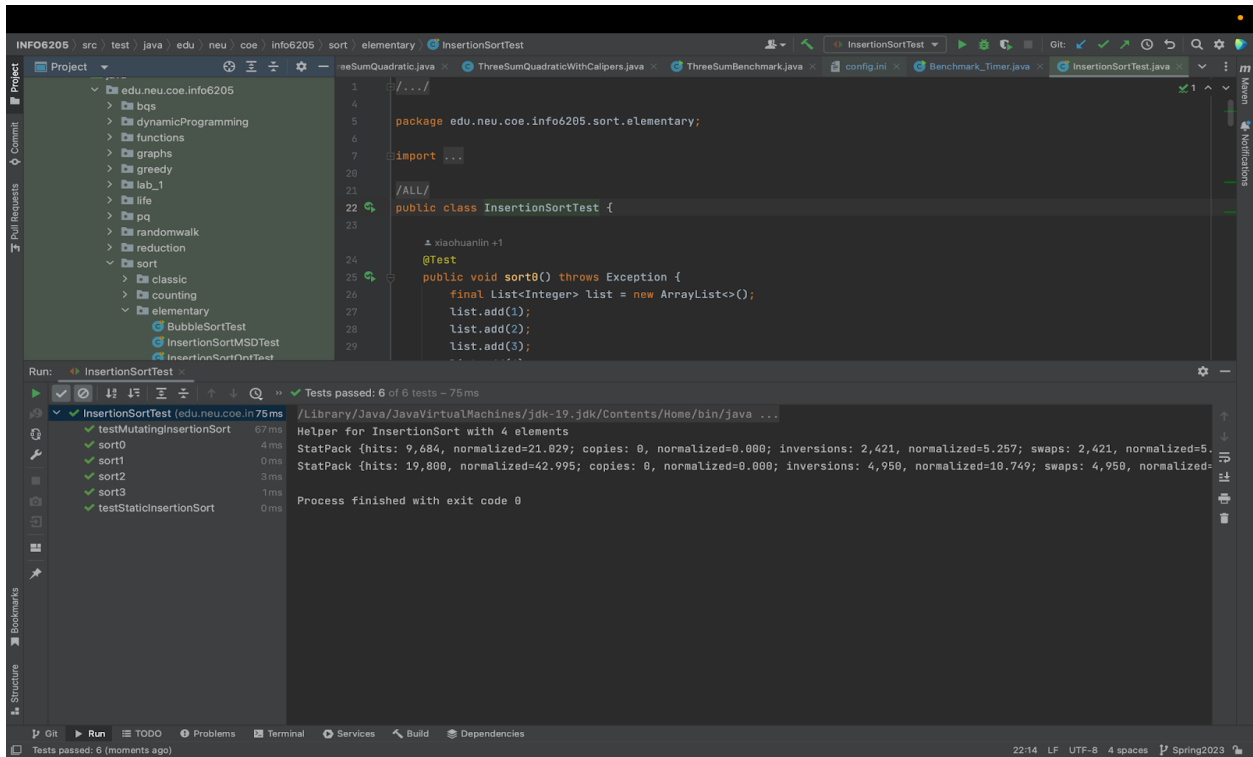 INFO6205 〉 src 〉 test 〉 java 〉 edu 〉 neu 〉 coe 〉 info6205 〉 sort 〉 elementary 〉 InsertionSortTest
InsertionSortTest
Git:
Project
reeSumQuadratic.java
ThreeSumQuadraticWithCalipers.java
ThreeSumBenchmark.java
config.ini
Benchmark_Timer.java
InsertionSortTest.java
Project
Commit
Pull Requests
Bookmarks
Structure
Maven
Notifications
edu.neu.coe.info6205
bqs
dynamicProgramming
functions
graphs
greedy
lab_1
life
pq
randomwalk
reduction
sort
classic
counting
elementary
BubbleSortTest
InsertionSortMSDTest
InsertionSortOptTest
1
1 /.../
4
5 package edu.neu.coe.info6205.sort.elementary;
6
7 import ...
20
21 /ALL/
22 public class InsertionSortTest {
23
xiaohuanlin +1
24 @Test
25 public void sort0() throws Exception {
26 final List<Integer> list = new ArrayList<>();
27 list.add(1);
28 list.add(2);
29 list.add(3);
Run: InsertionSortTest
Tests passed: 6 of 6 tests – 75 ms
InsertionSortTest (edu.neu.coe.in 75 ms
testMutatingInsertionSort 67 ms
sort0 4 ms
sort1 0 ms
sort2 3 ms
sort3 1 ms
testStaticInsertionSort 0 ms
/Library/Java/JavaVirtualMachines/jdk-19.jdk/Contents/Home/bin/java ...
Helper for InsertionSort with 4 elements
StatPack {hits: 9,684, normalized=21.029; copies: 0, normalized=0.000; inversions: 2,421, normalized=5.257; swaps: 2,421, normalized=5.
StatPack {hits: 19,800, normalized=42.995; copies: 0, normalized=0.000; inversions: 4,950, normalized=10.749; swaps: 4,950, normalized=
Process finished with exit code 0
Git
Run
TODO
Problems
Terminal
Services
Build
Dependencies
Tests passed: 6 (moments ago)
22:14 LF UTF-8 4 spaces Spring2023